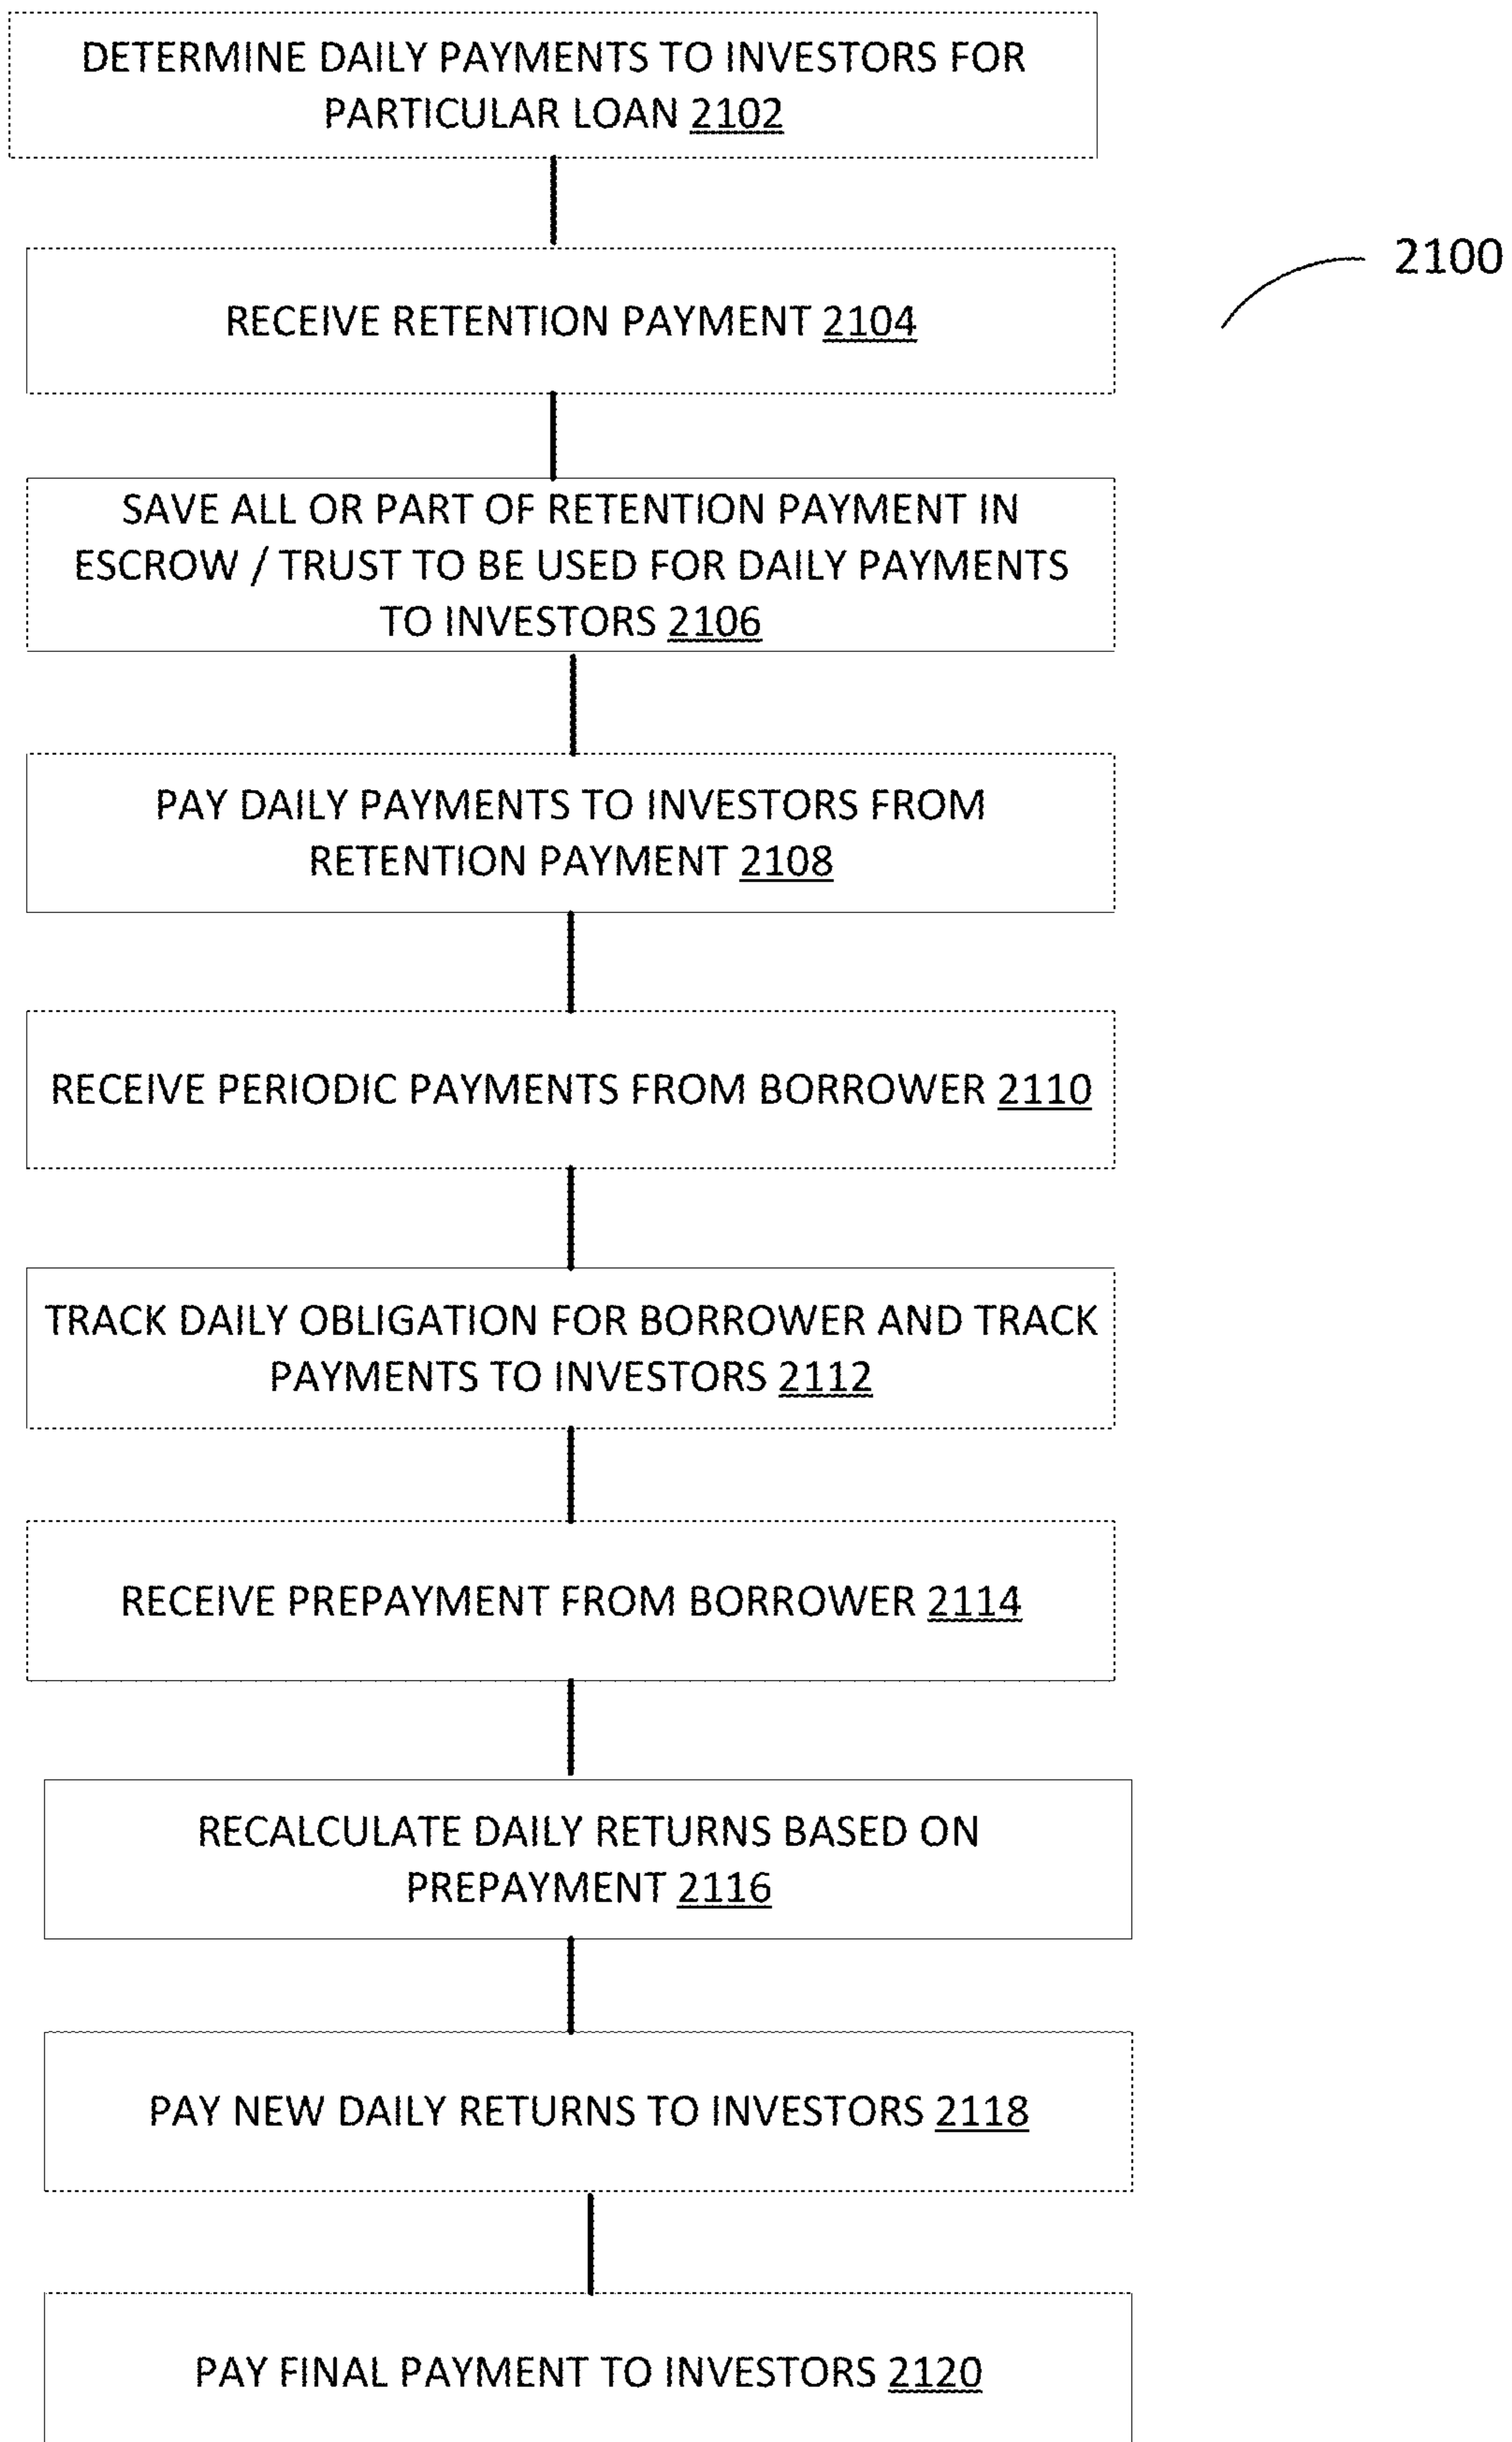 DETERMINE DAILY PAYMENTS TO INVESTORS FOR
PARTICULAR LOAN 2102
2100
RECEIVE RETENTION PAYMENT 2104
SAVE ALL OR PART OF RETENTION PAYMENT IN
ESCROW / TRUST TO BE USED FOR DAILY PAYMENTS
TO INVESTORS 2106
PAY DAILY PAYMENTS TO INVESTORS FROM
RETENTION PAYMENT 2108
RECEIVE PERIODIC PAYMENTS FROM BORROWER 2110
TRACK DAILY OBLIGATION FOR BORROWER AND TRACK
PAYMENTS TO INVESTORS 2112
RECEIVE PREPAYMENT FROM BORROWER 2114
RECALCULATE DAILY RETURNS BASED ON
PREPAYMENT 2116
PAY NEW DAILY RETURNS TO INVESTORS 2118
PAY FINAL PAYMENT TO INVESTORS 2120